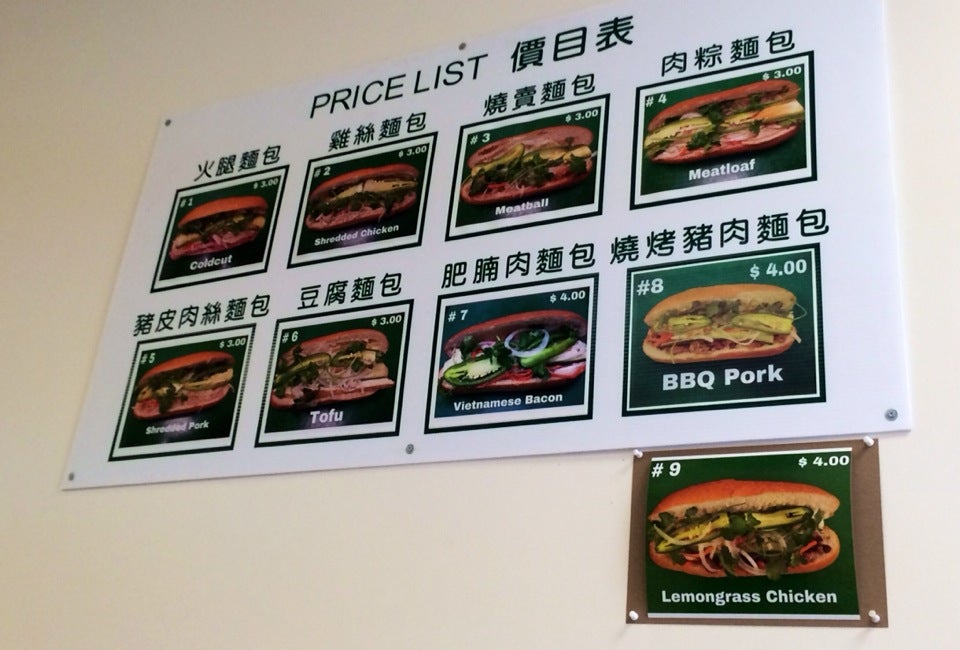 PRICE LIST 價目表
火腿麵包
#1 $3.00
Coldcut
雞絲麵包
#2 $3.00
Shredded Chicken
燒賣麵包
#3 $3.00
Meatball
肉粽麵包
#4 $3.00
Meatloaf
豬皮肉絲麵包
#5 $3.00
Shredded Pork
豆腐麵包
#6 $3.00
Tofu
肥腩肉麵包
#7 $4.00
Vietnamese Bacon
燒烤豬肉麵包
#8 $4.00
BBQ Pork
#9 $4.00
Lemongrass Chicken